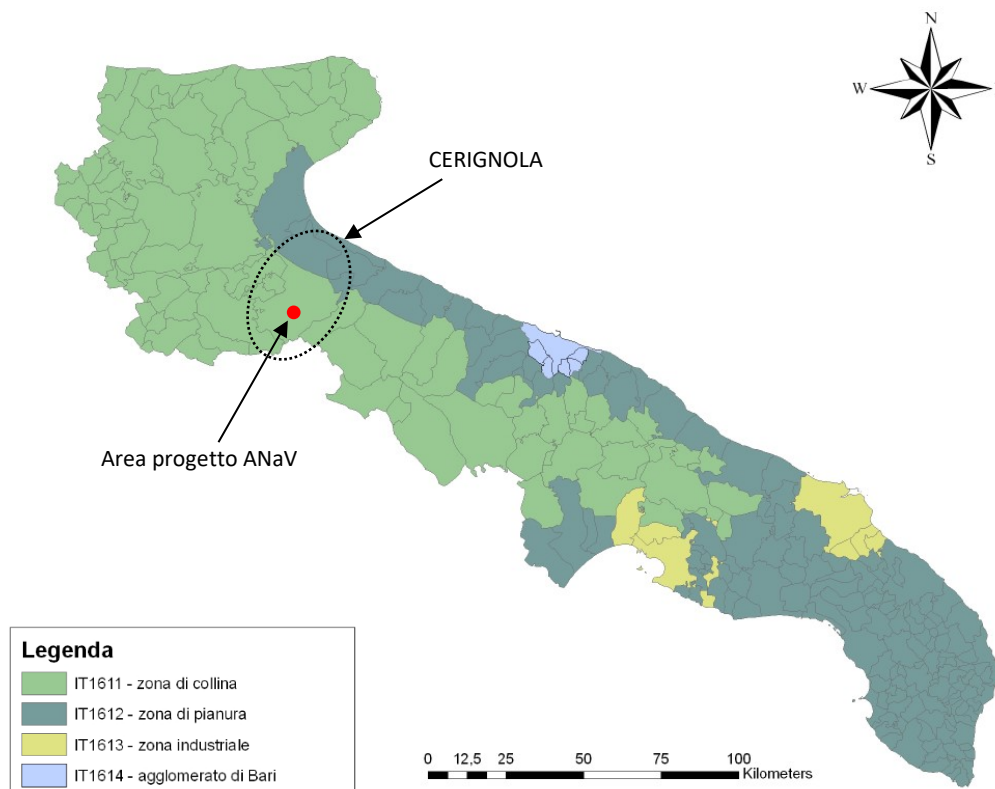 N
W
S
CERIGNOLA
Area progetto ANaV
Legenda
IT1611 - zona di collina
IT1612 - zona di pianura
IT1613 - zona industriale
IT1614 - agglomerato di Bari
0 12,5 25 50 75 100
Kilometers